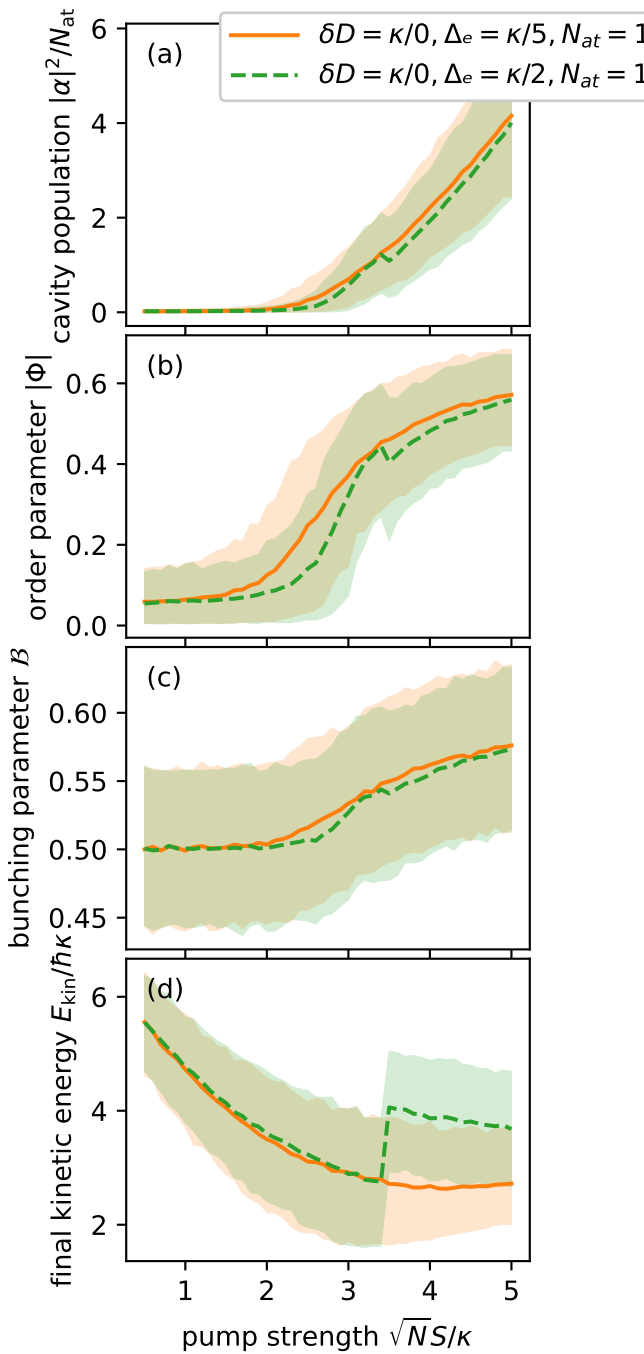 δD = κ/0, Δₑ = κ/5, N_at = 1
δD = κ/0, Δₑ = κ/2, N_at = 1
(a)
cavity population |α|²/N_at
6
4
2
0
(b)
order parameter |Φ|
0.6
0.4
0.2
0.0
(c)
bunching parameter ℬ
0.60
0.55
0.50
0.45
(d)
final kinetic energy E_kin/ℏκ
6
4
2
1 2 3 4 5
pump strength √N S/κ